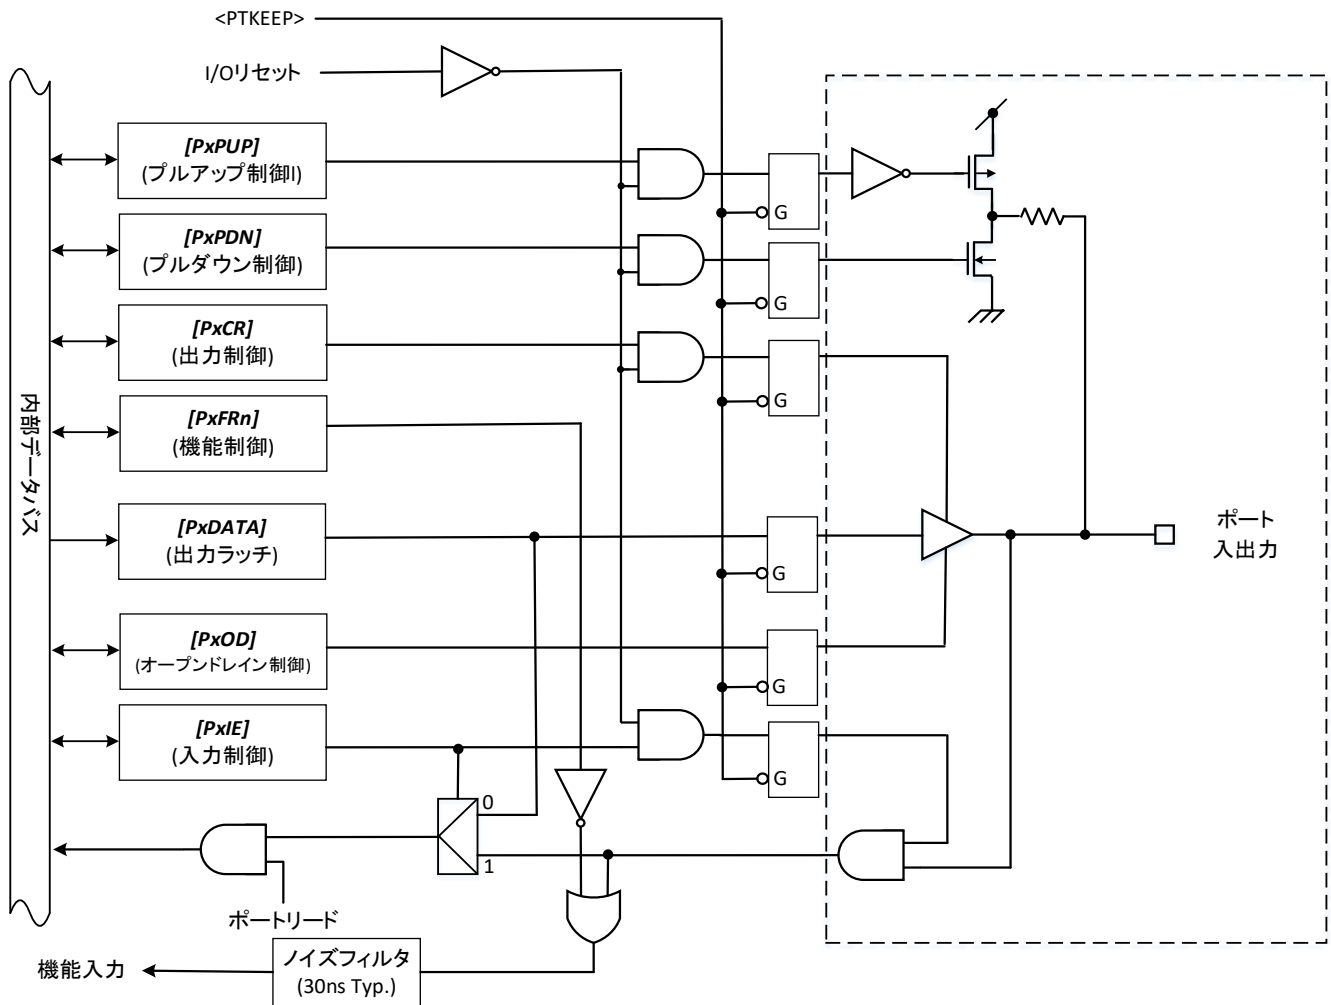 <PTKEEP>
I/Oリセット
[PxPUP]
(プルアップ制御I)
G
[PxPDN]
(プルダウン制御)
G
[PxCR]
(出力制御)
G
内部データバス
[PxFRn]
(機能制御)
[PxDATA]
(出力ラッチ)
G
ポート
入出力
[PxOD]
(オープンドレイン制御)
G
[PxIE]
(入力制御)
G
0
1
ポートリード
機能入力
ノイズフィルタ
(30ns Typ.)